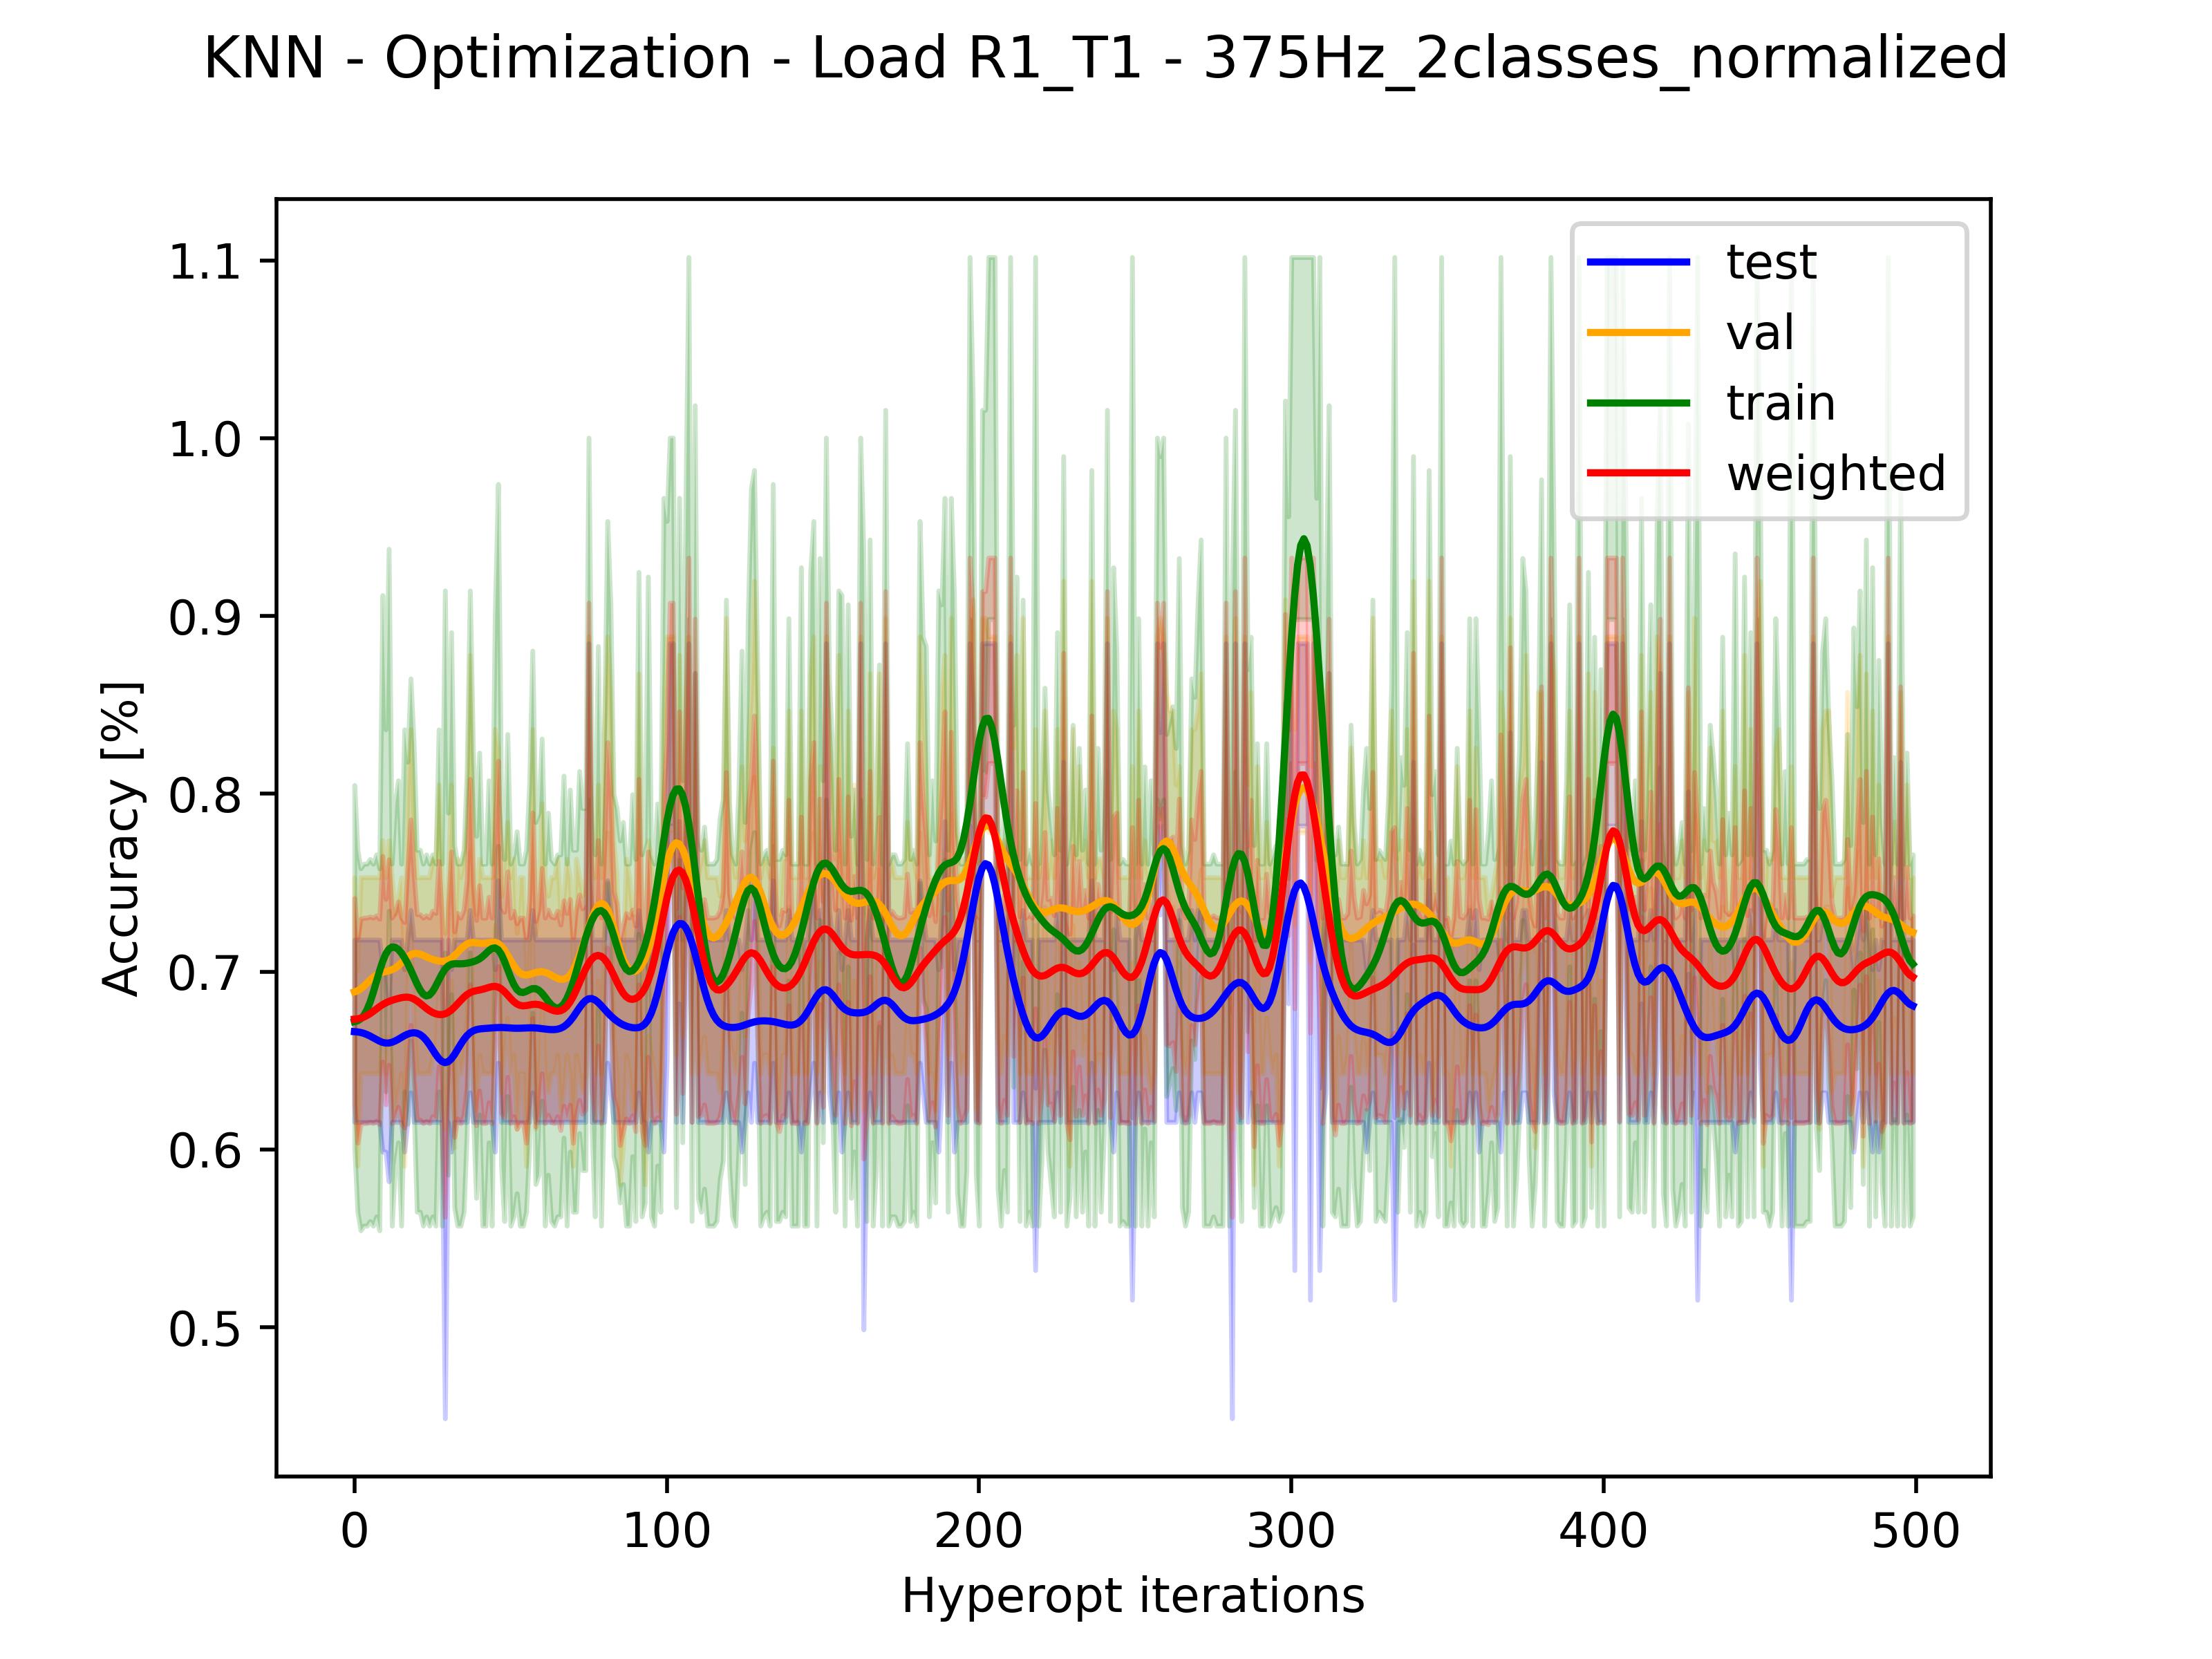 KNN - Optimization - Load R1_T1 - 375Hz_2classes_normalized
test
val
train
weighted
1.1
1.0
0.9
0.8
0.7
0.6
0.5
Accuracy [%]
0 100 200 300 400 500
Hyperopt iterations